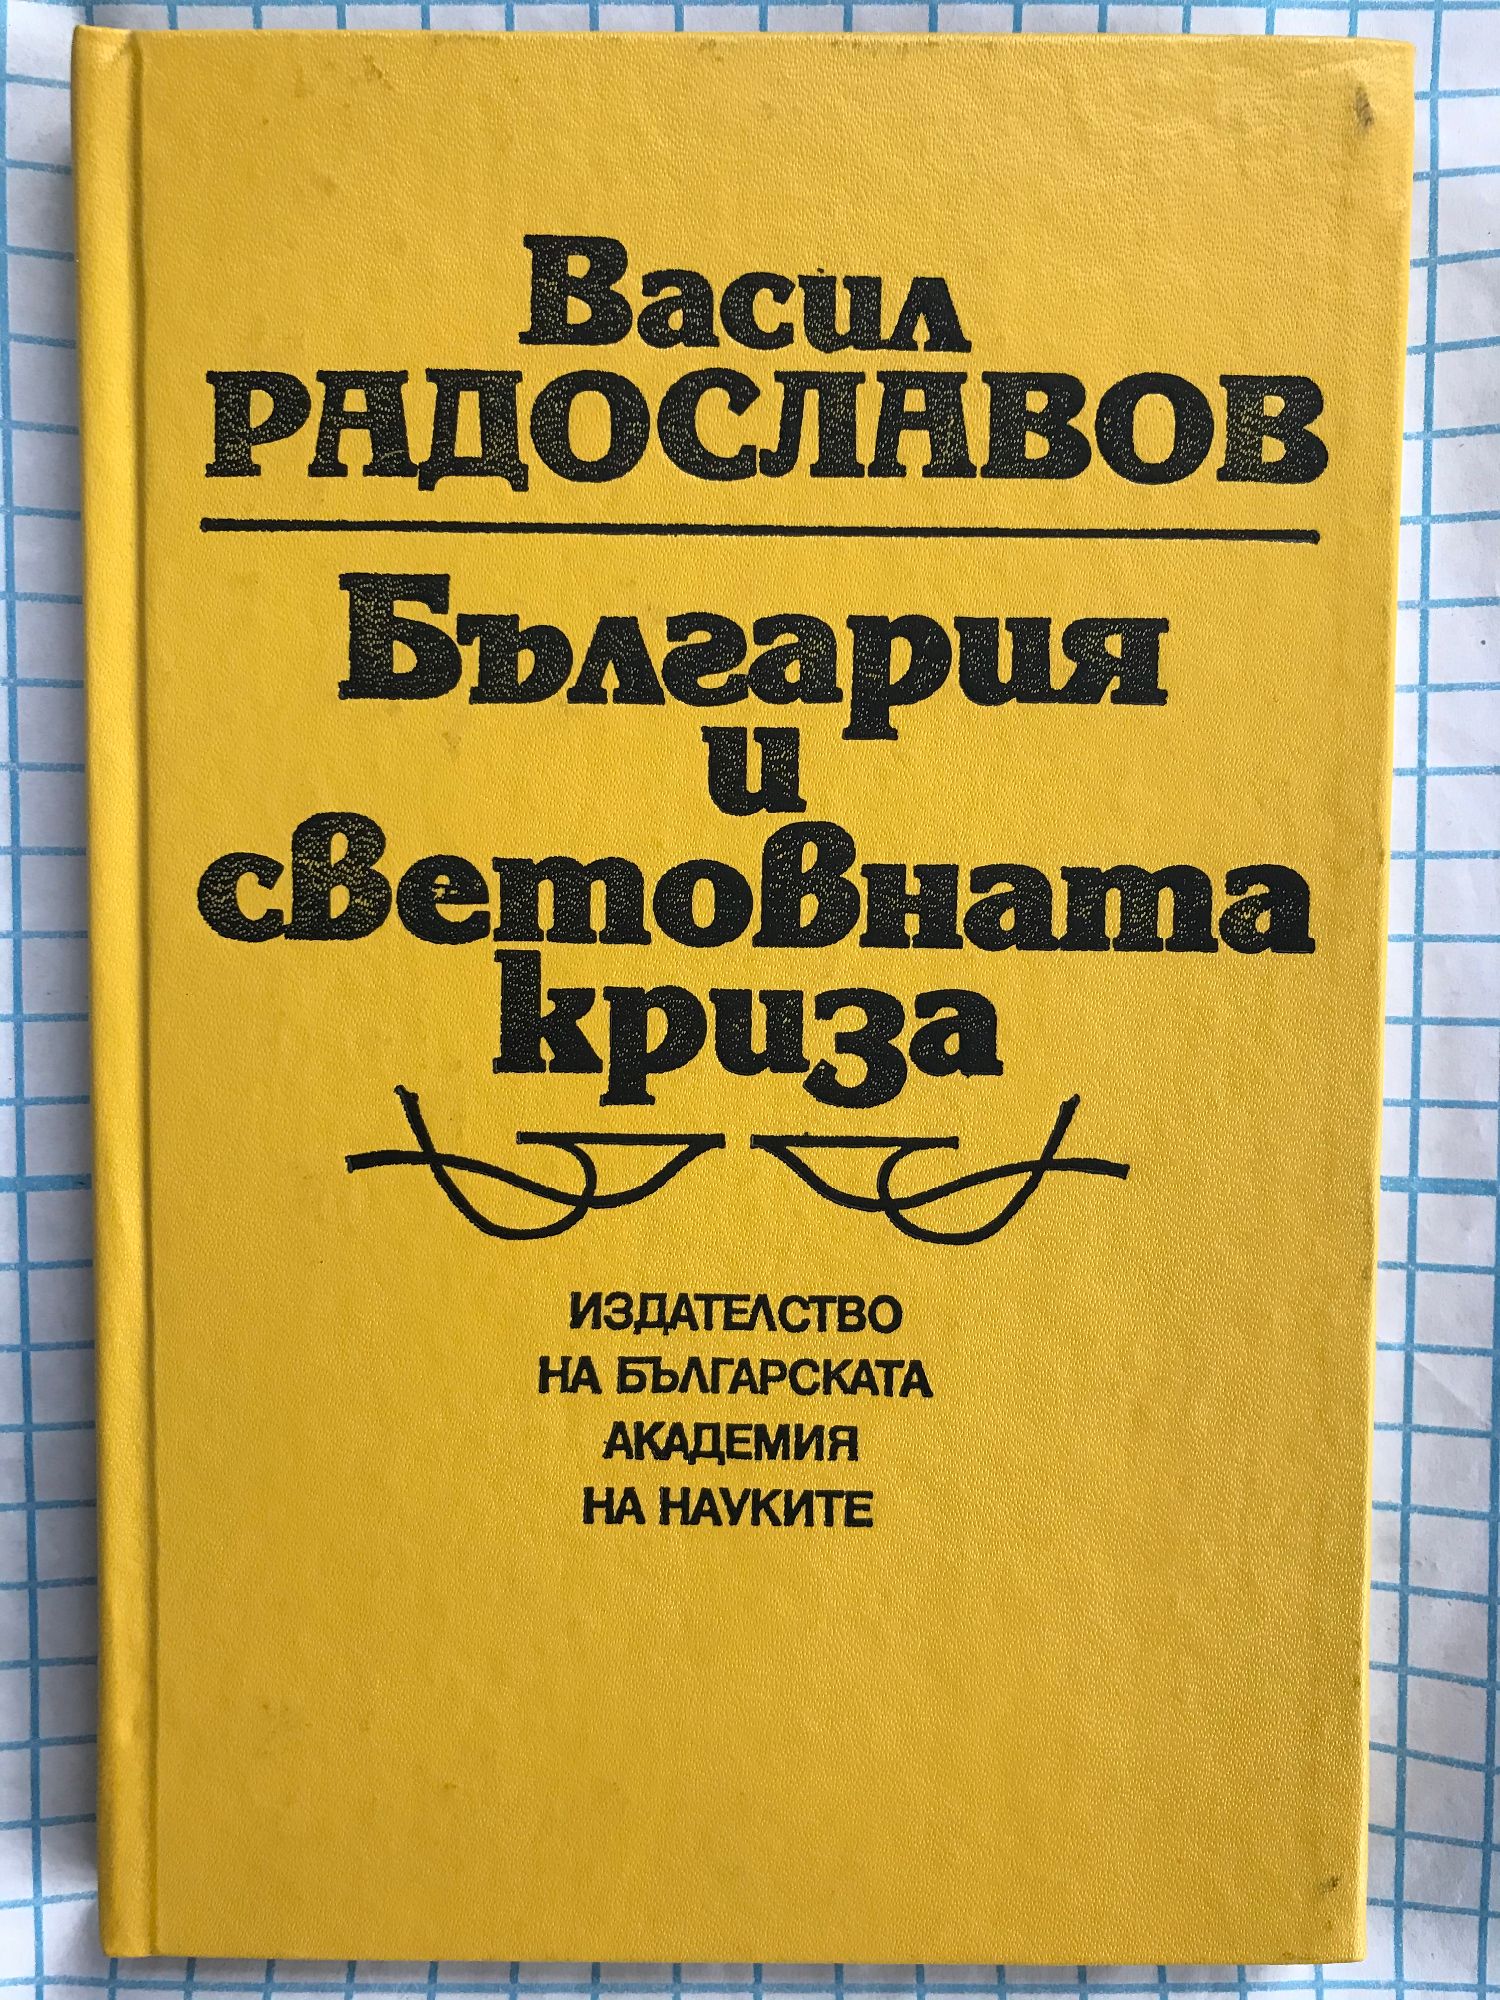 Васил
РАДОСЛАВОВ
България
и
световната
криза
ИЗДАТЕЛСТВО
НА БЪЛГАРСКАТА
АКАДЕМИЯ
НА НАУКИТЕ